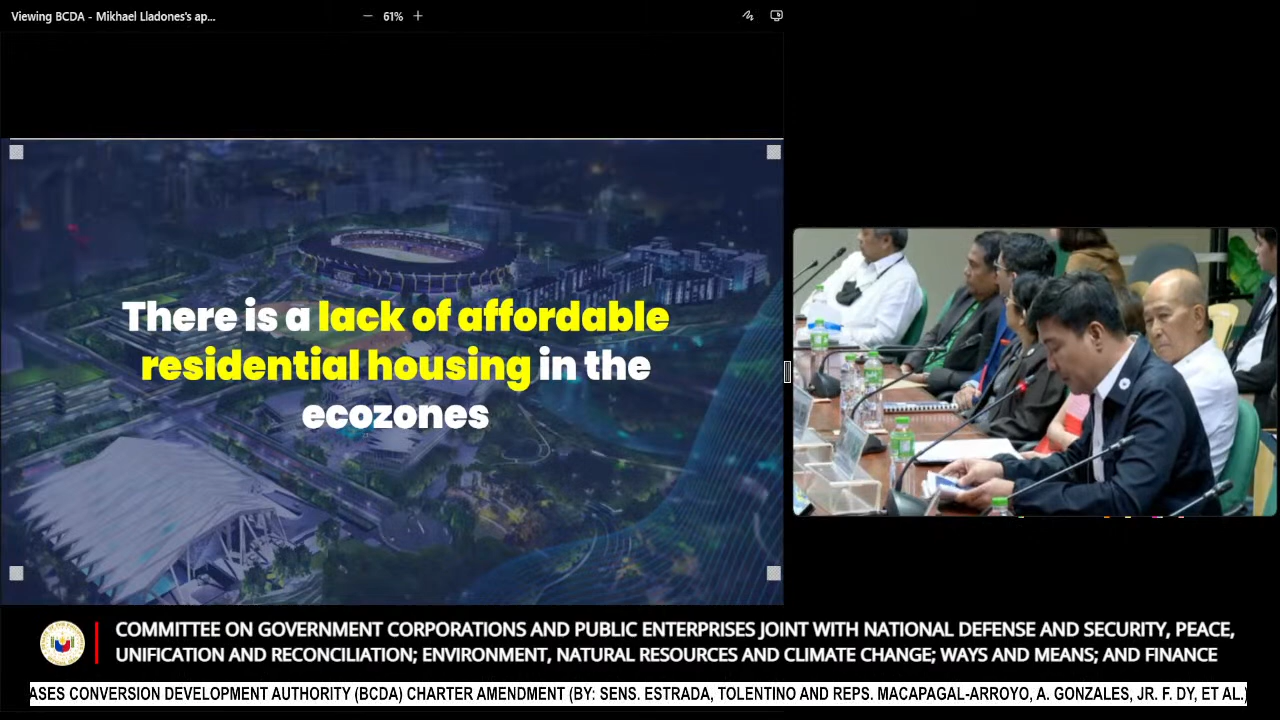 Viewing BCDA - Mikhael Lladones's ap...
61%
There is a lack of affordable
residential housing in the
ecozones
COMMITTEE ON GOVERNMENT CORPORATIONS AND PUBLIC ENTERPRISES JOINT WITH NATIONAL DEFENSE AND SECURITY, PEACE,
UNIFICATION AND RECONCILIATION; ENVIRONMENT, NATURAL RESOURCES AND CLIMATE CHANGE; WAYS AND MEANS; AND FINANCE
ASES CONVERSION DEVELOPMENT AUTHORITY (BCDA) CHARTER AMENDMENT (BY: SENS. ESTRADA, TOLENTINO AND REPS. MACAPAGAL-ARROYO, A. GONZALES, JR. F. DY, ET AL.)